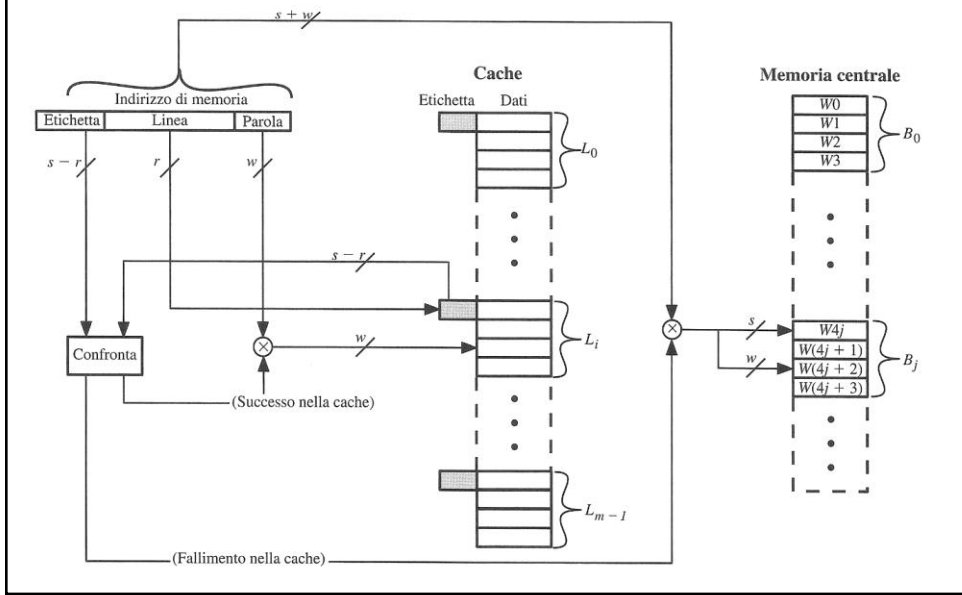 s + w
Cache
Memoria centrale
Indirizzo di memoria
Etichetta Dati
Etichetta Linea Parola
W0
W1
W2
W3
B0
L0
s – r
r
w
s – r
s
W4j
W(4j + 1)
W(4j + 2)
W(4j + 3)
Bj
w
Li
Confronta
w
(Successo nella cache)
Lm – 1
(Fallimento nella cache)